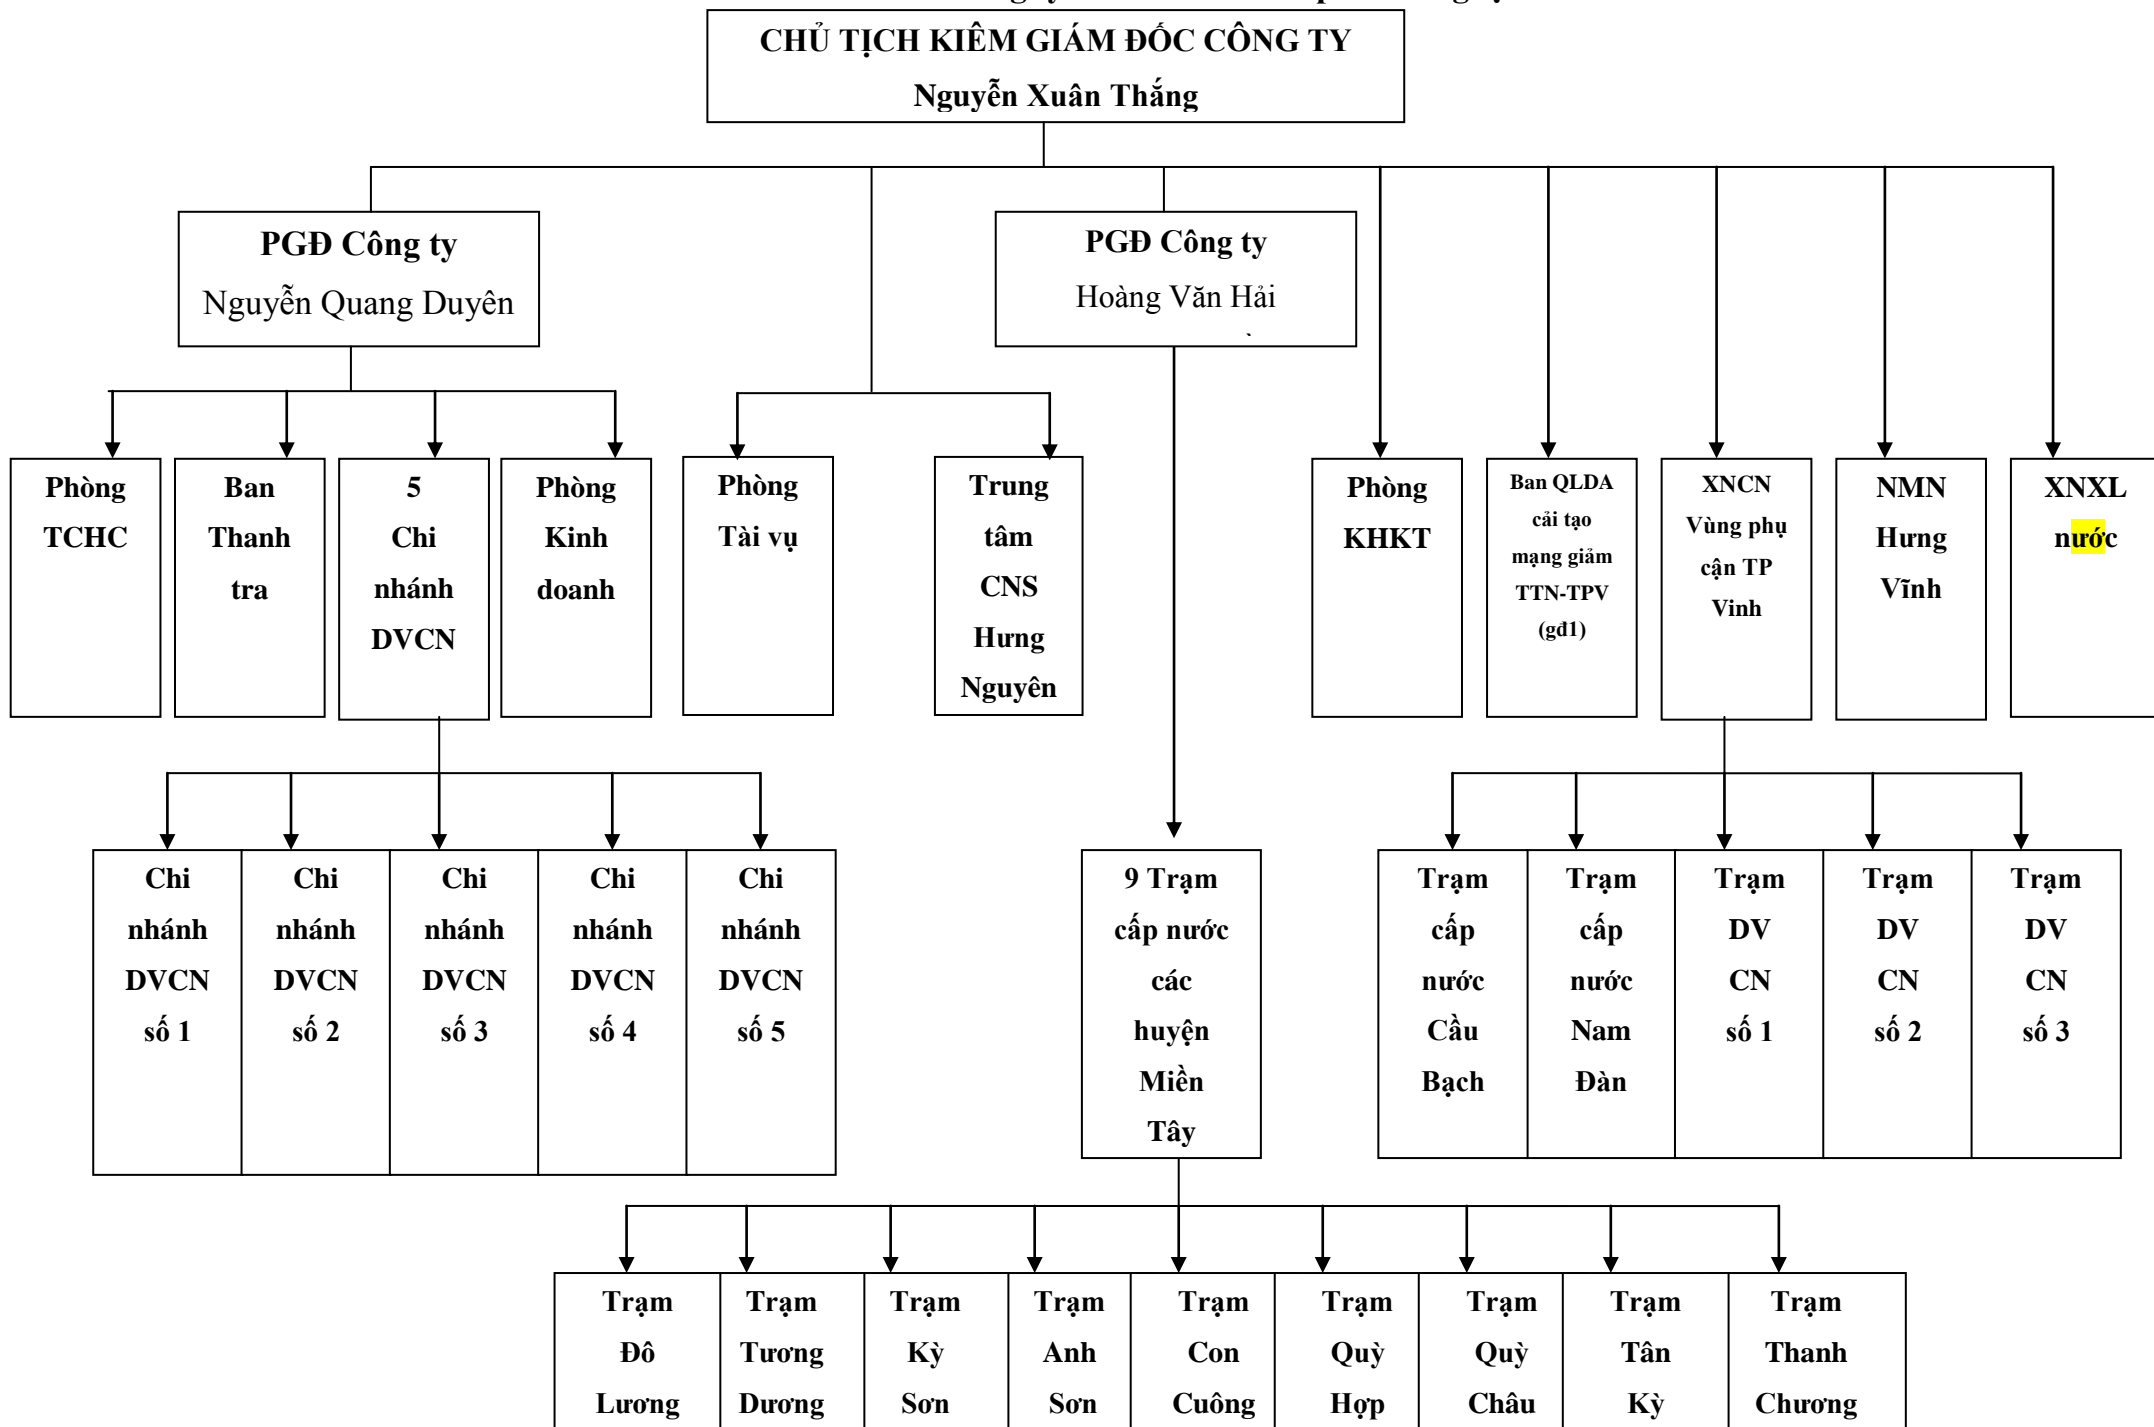 CHỦ TỊCH KIÊM GIÁM ĐỐC CÔNG TY
Nguyễn Xuân Thắng
PGĐ Công ty
Nguyễn Quang Duyên
PGĐ Công ty
Hoàng Văn Hải
Phòng
TCHC
Ban
Thanh
tra
5
Chi
nhánh
DVCN
Phòng
Kinh
doanh
Phòng
Tài vụ
Trung
tâm
CNS
Hưng
Nguyên
Phòng
KHKT
Ban QLDA
cải tạo
mạng giảm
TTN-TPV
(gđ1)
XNCN
Vùng phụ
cận TP
Vinh
NMN
Hưng
Vĩnh
XNXL
nước
Chi
nhánh
DVCN
số 1
Chi
nhánh
DVCN
số 2
Chi
nhánh
DVCN
số 3
Chi
nhánh
DVCN
số 4
Chi
nhánh
DVCN
số 5
9 Trạm
cấp nước
các
huyện
Miền
Tây
Trạm
cấp
nước
Cầu
Bạch
Trạm
cấp
nước
Nam
Đàn
Trạm
DV
CN
số 1
Trạm
DV
CN
số 2
Trạm
DV
CN
số 3
Trạm
Đô
Lương
Trạm
Tương
Dương
Trạm
Kỳ
Sơn
Trạm
Anh
Sơn
Trạm
Con
Cuông
Trạm
Quỳ
Hợp
Trạm
Quỳ
Châu
Trạm
Tân
Kỳ
Trạm
Thanh
Chương